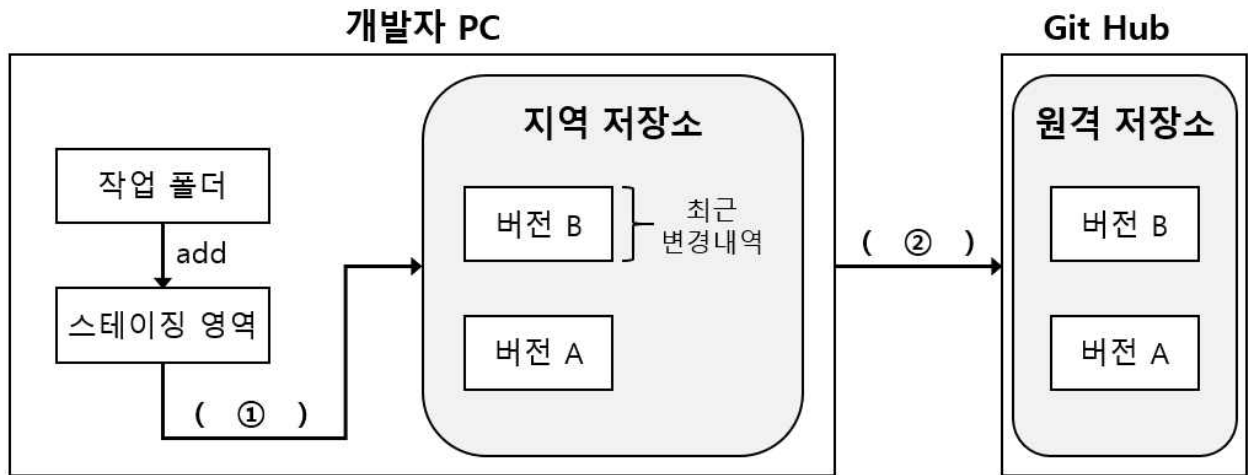 개발자 PC
Git Hub
지역 저장소
원격 저장소
작업 폴더
버전 B
최근
변경내역
버전 B
add
( ② )
스테이징 영역
버전 A
버전 A
( ① )